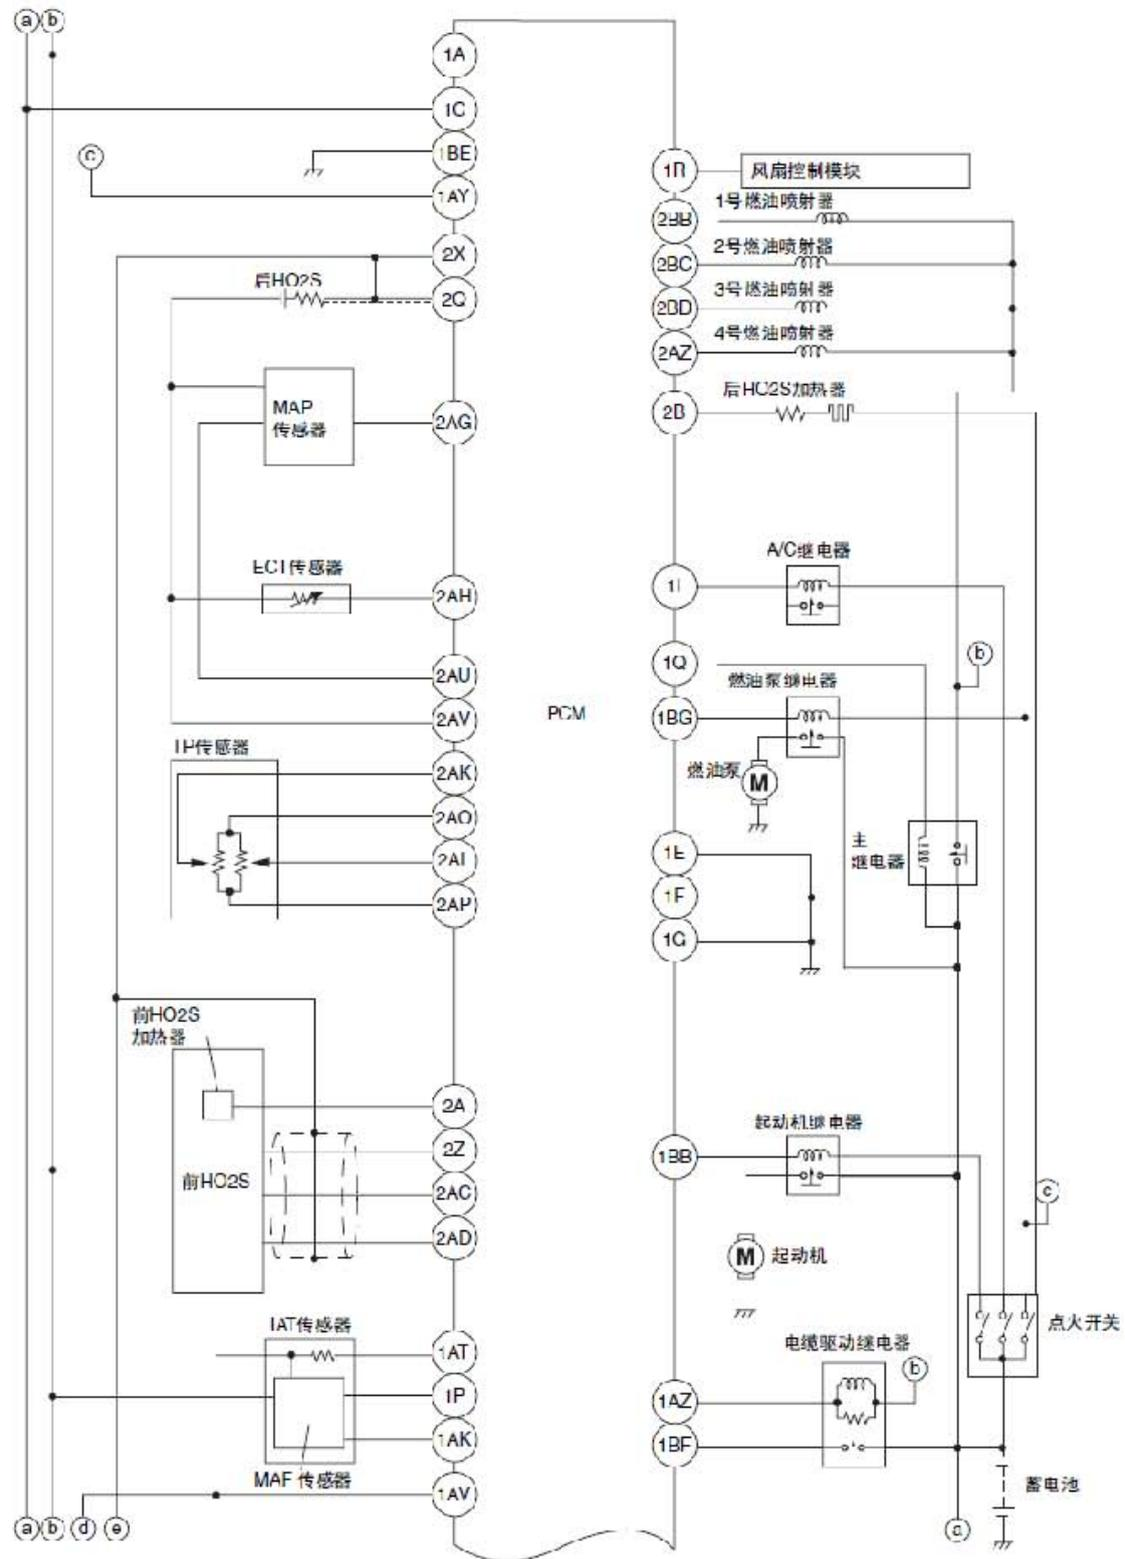 a b
1A
1C
1BE
c
1AY
2X
后HO2S
2Q
MAP
传感器
2AG
ECT传感器
2AH
2AU
2AV
TP传感器
2AK
2AO
2AI
2AP
前HO2S
加热器
2A
2Z
前HO2S
2AC
2AD
IAT传感器
1AT
1P
1AK
MAF 传感器
1AV
a b d e
PCM
1R
风扇控制模块
1号燃油喷射器
2BB
2号燃油喷射器
2BC
3号燃油喷射器
2BD
4号燃油喷射器
2AZ
后HO2S加热器
2B
A/C继电器
1I
1Q
b
燃油泵继电器
1BG
燃油泵
M
主
继电器
1E
1F
1G
起动机继电器
1BB
c
M
起动机
点火开关
电缆驱动继电器
b
1AZ
1BF
蓄电池
a